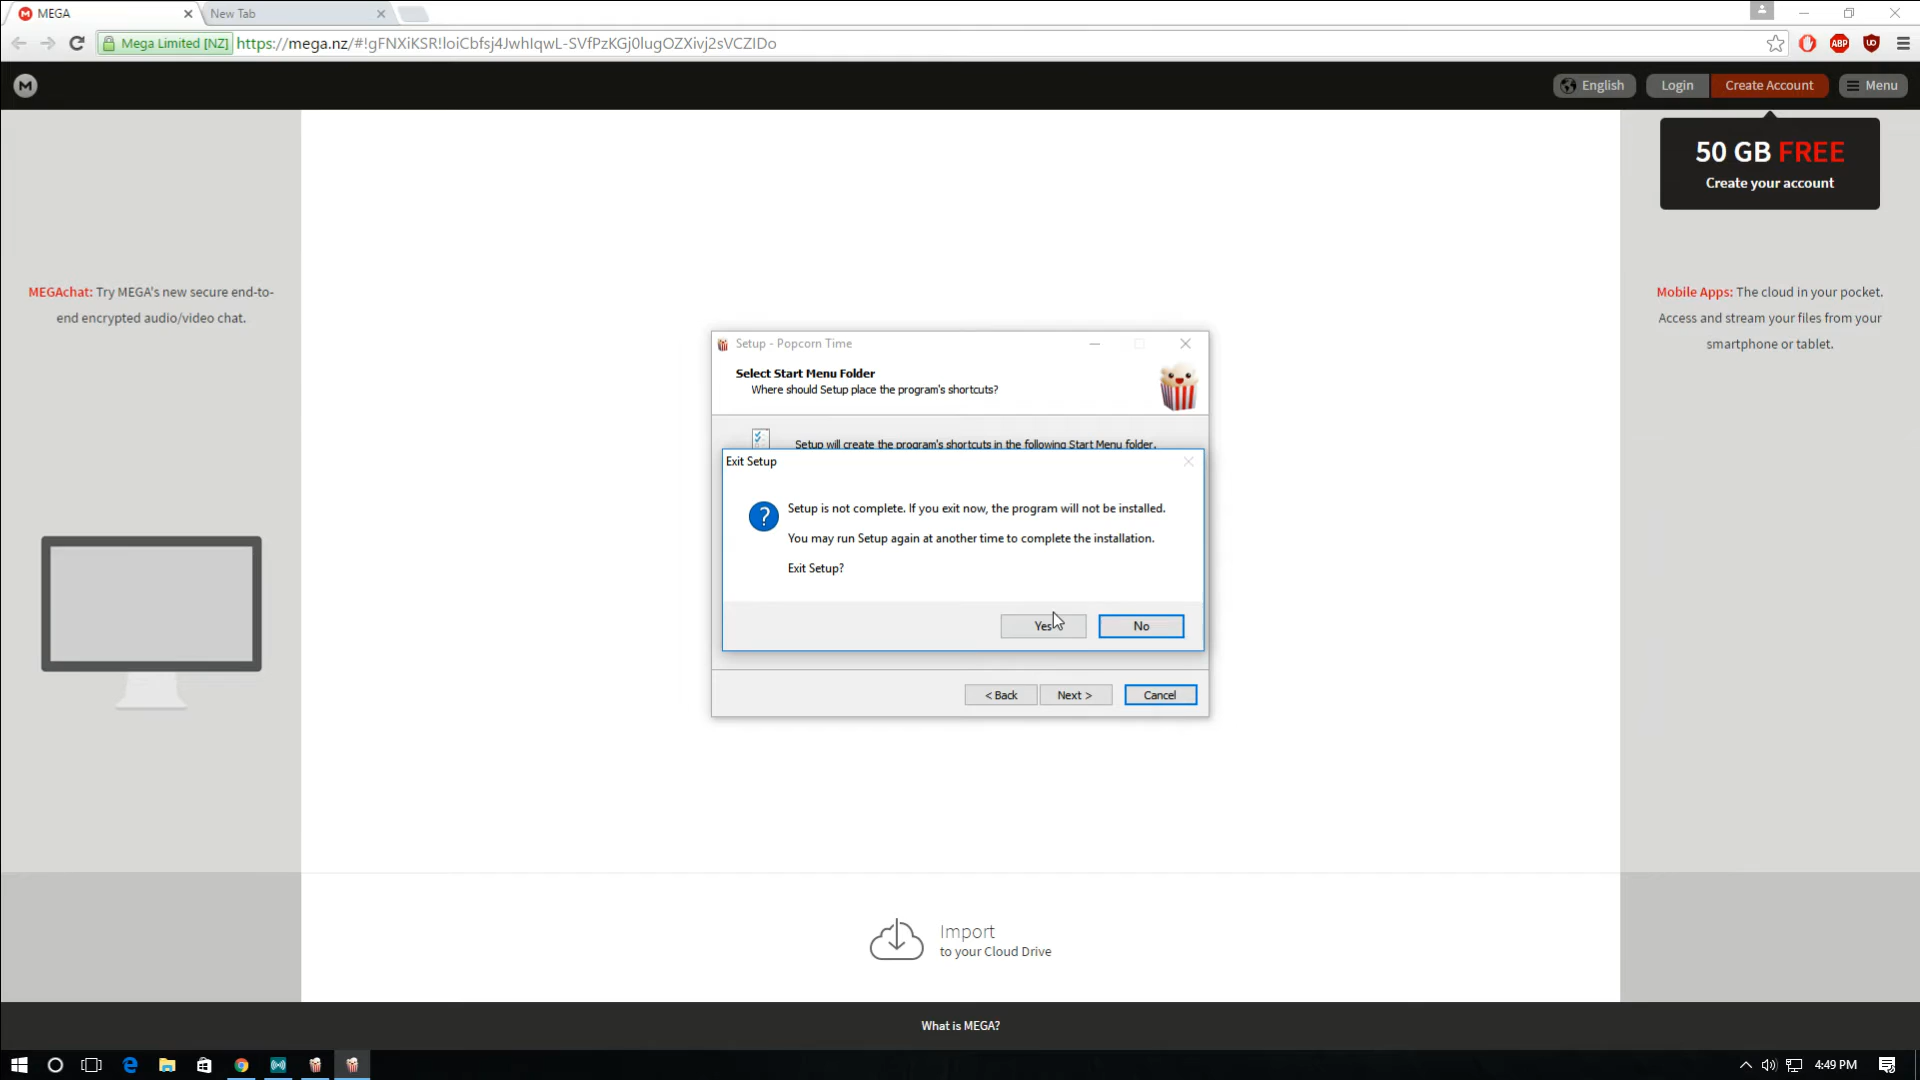 MEGA
New Tab
Mega Limited [NZ] https://mega.nz/#!gFNXiKSR!loiCbfsj4JwhIqwL-SVfPzKGj0lugOZXivj2sVCZIDo
ABP
English
Login
Create Account
Menu
50 GB FREE
Create your account
MEGAchat: Try MEGA's new secure end-to-
end encrypted audio/video chat.
Mobile Apps: The cloud in your pocket.
Access and stream your files from your
smartphone or tablet.
Setup - Popcorn Time
Select Start Menu Folder
Where should Setup place the program's shortcuts?
Setup will create the program's shortcuts in the following Start Menu folder.
Exit Setup
Setup is not complete. If you exit now, the program will not be installed.
You may run Setup again at another time to complete the installation.
Exit Setup?
Yes
No
< Back
Next >
Cancel
Import
to your Cloud Drive
What is MEGA?
4:49 PM